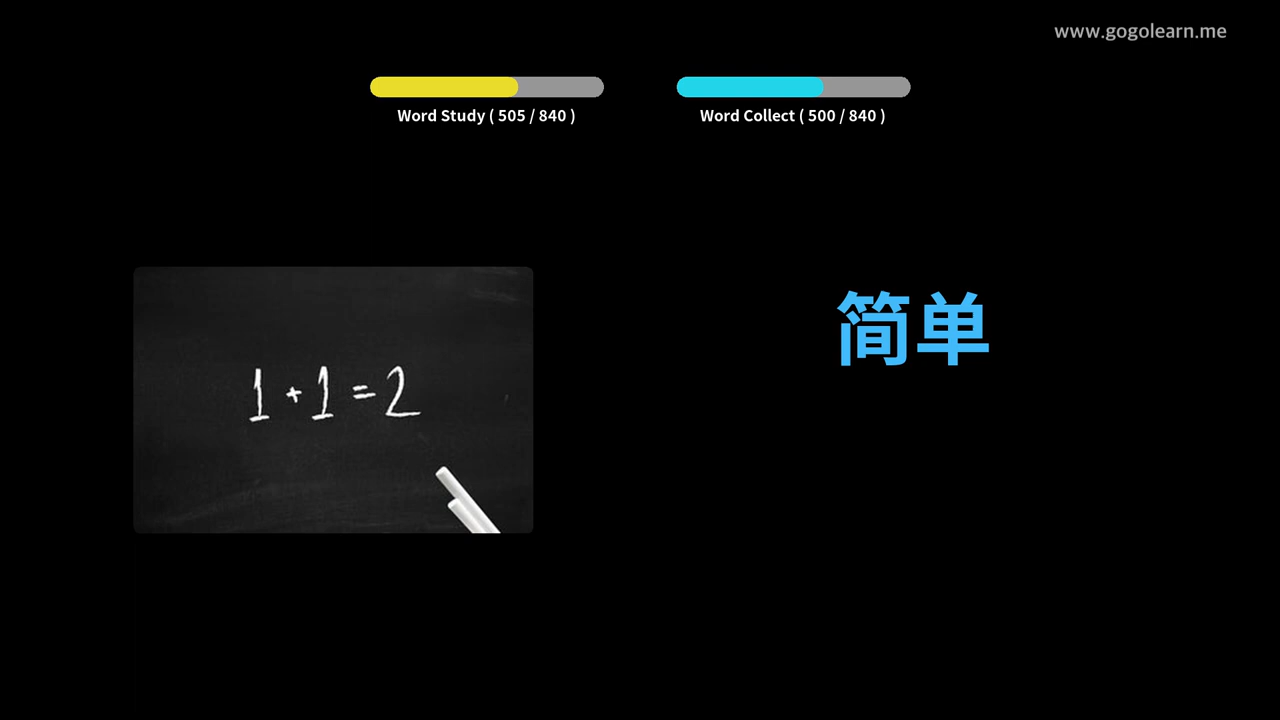 www.gogolearn.me
Word Study ( 505 / 840 )
Word Collect ( 500 / 840 )
1 + 1 = 2
简单